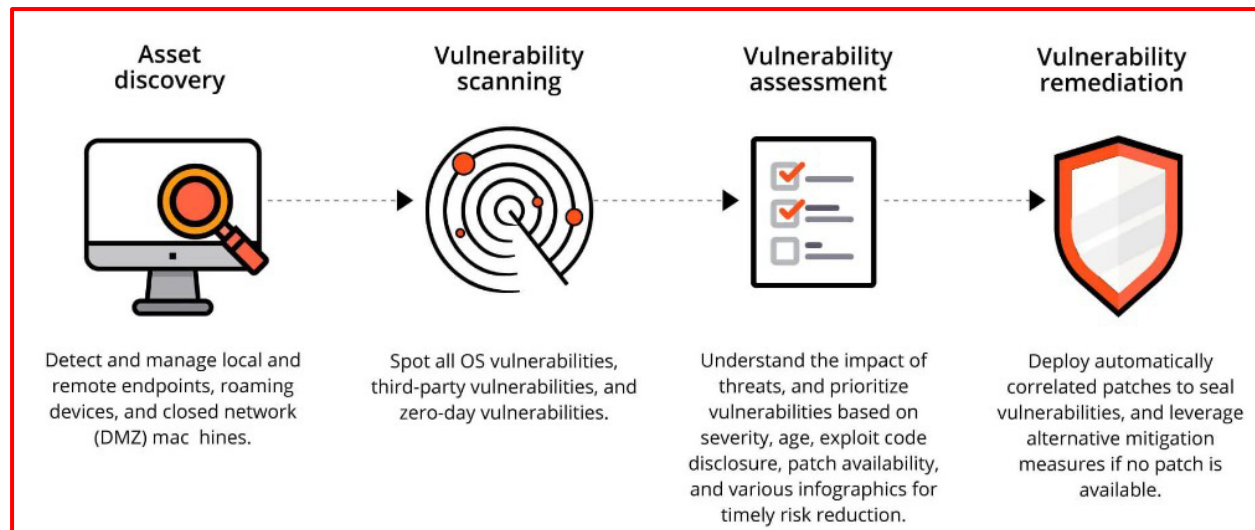 Asset
discovery
Detect and manage local and
remote endpoints, roaming
devices, and closed network
(DMZ) mac  hines.
Vulnerability
scanning
Spot all OS vulnerabilities,
third-party vulnerabilities, and
zero-day vulnerabilities.
Vulnerability
assessment
Understand the impact of
threats, and prioritize
vulnerabilities based on
severity, age, exploit code
disclosure, patch availability,
and various infographics for
timely risk reduction.
Vulnerability
remediation
Deploy automatically
correlated patches to seal
vulnerabilities, and leverage
alternative mitigation
measures if no patch is
available.